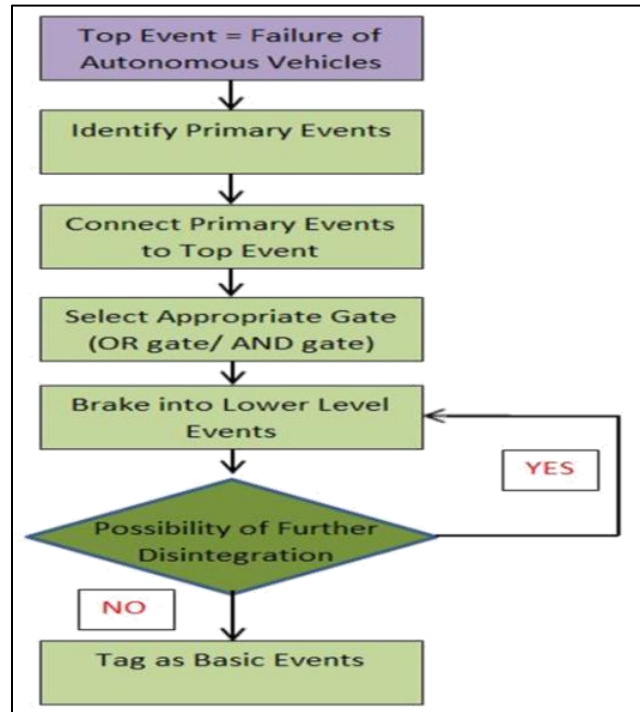 Top Event = Failure of
Autonomous Vehicles
Identify Primary Events
Connect Primary Events
to Top Event
Select Appropriate Gate
(OR gate/ AND gate)
Brake into Lower Level
Events
YES
Possibility of Further
Disintegration
NO
Tag as Basic Events